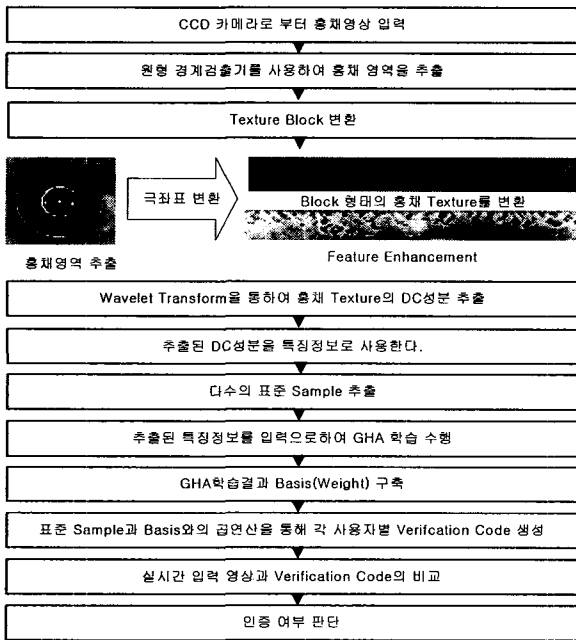 CCD 카메라로 부터 홍채영상 입력
원형 경계검출기를 사용하여 홍채 영역을 추출
Texture Block 변환
극좌표 변환
Block 형태의 홍채 Texture를 변환
홍채영역 추출
Feature Enhancement
Wavelet Transform을 통하여 홍채 Texture의 DC성분 추출
추출된 DC성분을 특징정보로 사용한다.
다수의 표준 Sample 추출
추출된 특징정보를 입력으로하여 GHA 학습 수행
GHA학습결과 Basis(Weight) 구축
표준 Sample과 Basis와의 곱연산을 통해 각 사용자별 Verifcation Code 생성
실시간 입력 영상과 Verification Code의 비교
인증 여부 판단